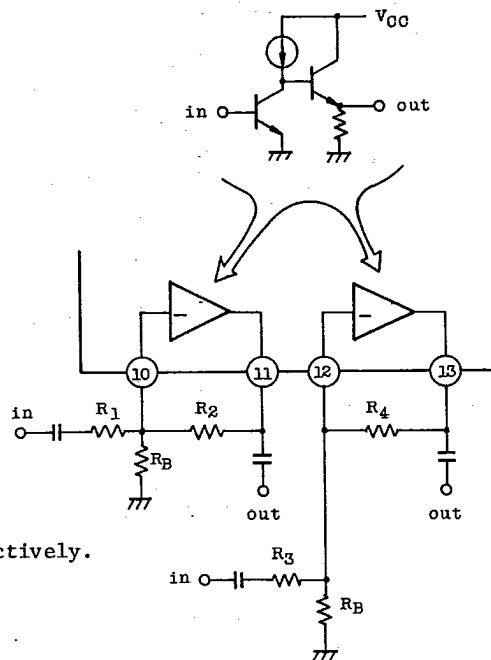 VCC
in
out
10
11
12
13
in
R1
R2
R4
RB
out
out
ctively.
in
R3
RB